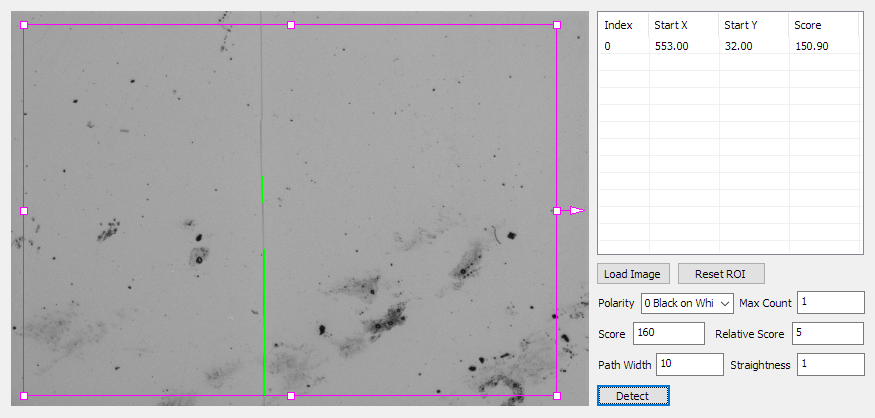 Index Start X Start Y Score
0 553.00 32.00 150.90
Load Image Reset ROI
Polarity 0 Black on Whi Max Count 1
Score 160 Relative Score 5
Path Width 10 Straightness 1
Detect